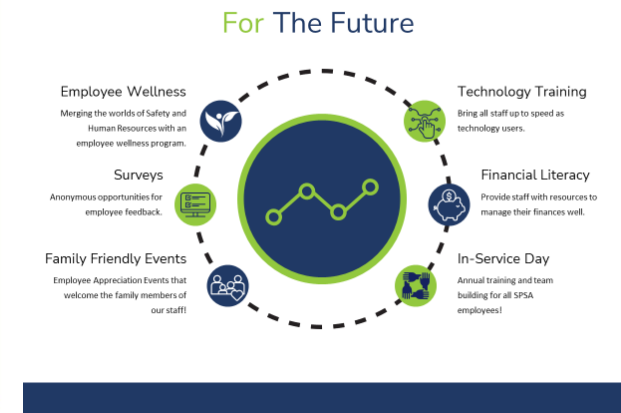 For The Future
Employee Wellness
Merging the worlds of Safety and
Human Resources with an
employee wellness program.
Surveys
Anonymous opportunities for
employee feedback.
Family Friendly Events
Employee Appreciation Events that
welcome the family members of
our staff!
Technology Training
Bring all staff up to speed as
technology users.
Financial Literacy
Provide staff with resources to
manage their finances well.
In-Service Day
Annual training and team
building for all SPSA
employees!